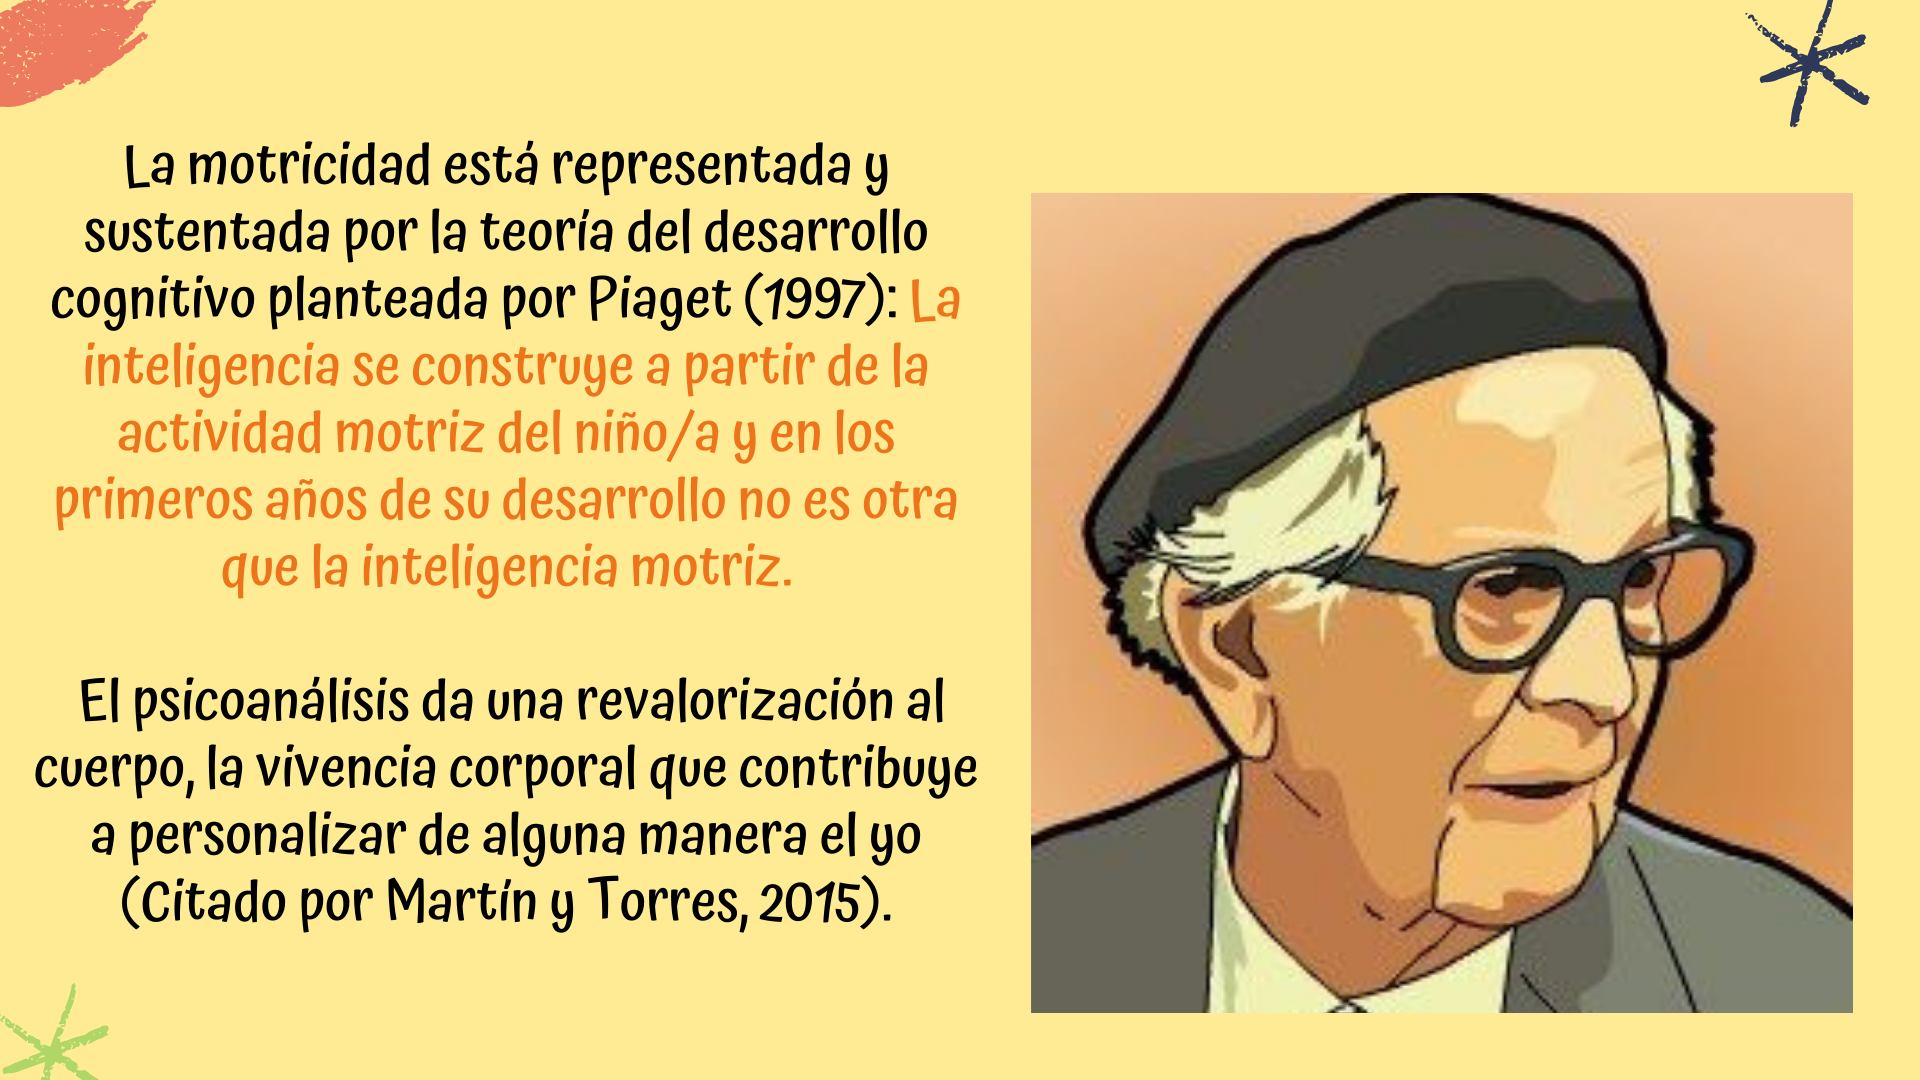 La motricidad está representada y
sustentada por la teoría del desarrollo
cognitivo planteada por Piaget (1997): La
inteligencia se construye a partir de la
actividad motriz del niño/a y en los
primeros años de su desarrollo no es otra
que la inteligencia motriz.
El psicoanálisis da una revalorización al
cuerpo, la vivencia corporal que contribuye
a personalizar de alguna manera el yo
(Citado por Martín y Torres, 2015).